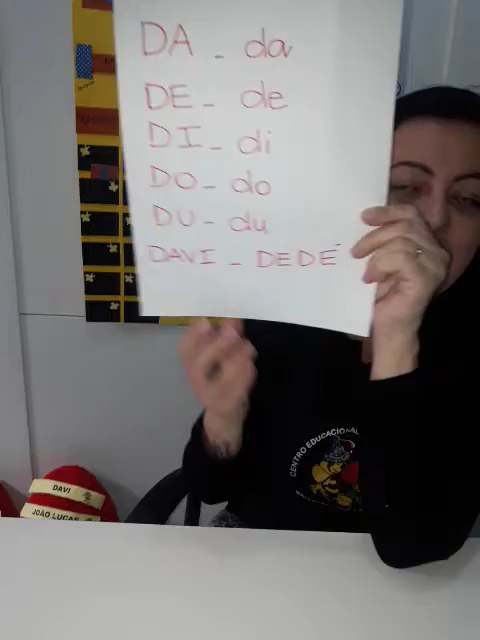 DA - da
DE - de
DI - di
DO - do
DU - du
DAVI - DEDÉ
CENTRO EDUCACIONAL
DAVI
JOÃO LUCAS